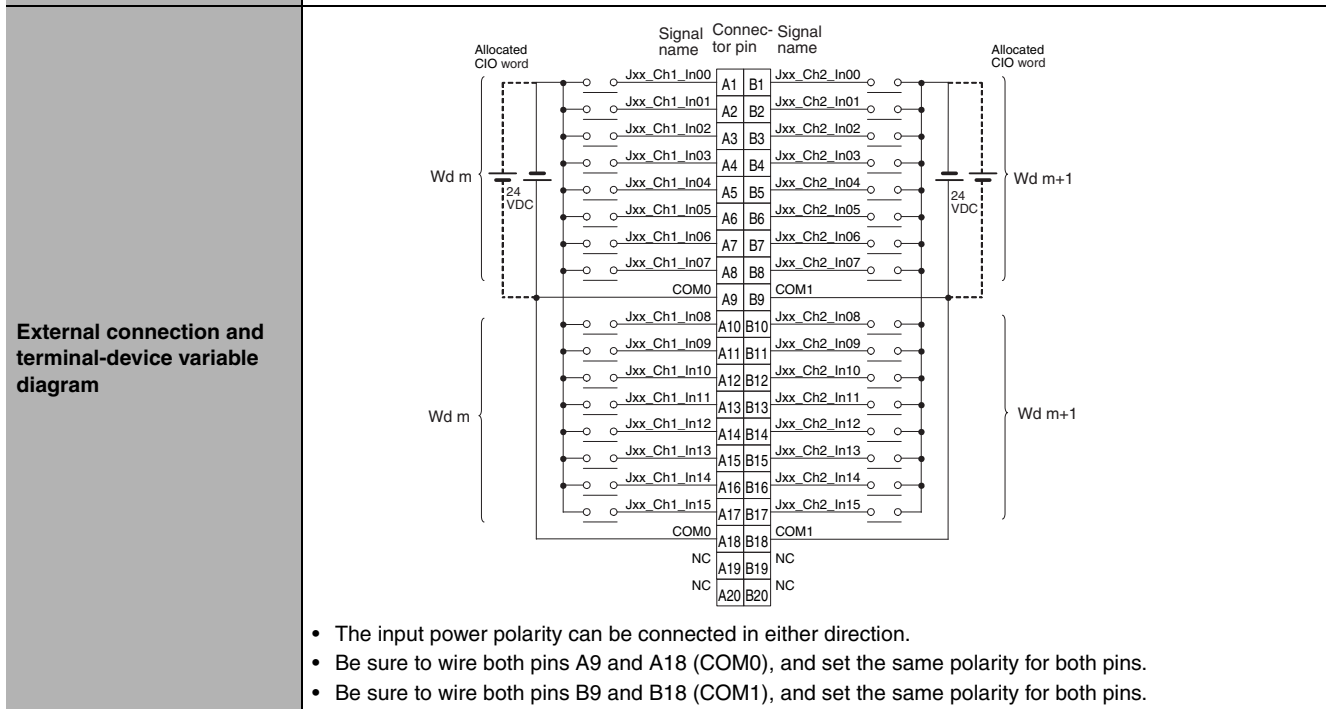 Signal name Connec- tor pin Signal name
Allocated CIO word Allocated CIO word
Jxx_Ch1_In00 A1 B1 Jxx_Ch2_In00
Jxx_Ch1_In01 A2 B2 Jxx_Ch2_In01
Jxx_Ch1_In02 A3 B3 Jxx_Ch2_In02
Jxx_Ch1_In03 A4 B4 Jxx_Ch2_In03
Wd m Wd m+1
24 VDC 24 VDC
Jxx_Ch1_In04 A5 B5 Jxx_Ch2_In04
Jxx_Ch1_In05 A6 B6 Jxx_Ch2_In05
Jxx_Ch1_In06 A7 B7 Jxx_Ch2_In06
Jxx_Ch1_In07 A8 B8 Jxx_Ch2_In07
COM0 A9 B9 COM1
External connection and
terminal-device variable
diagram
Jxx_Ch1_In08 A10 B10 Jxx_Ch2_In08
Jxx_Ch1_In09 A11 B11 Jxx_Ch2_In09
Jxx_Ch1_In10 A12 B12 Jxx_Ch2_In10
Jxx_Ch1_In11 A13 B13 Jxx_Ch2_In11
Wd m Wd m+1
Jxx_Ch1_In12 A14 B14 Jxx_Ch2_In12
Jxx_Ch1_In13 A15 B15 Jxx_Ch2_In13
Jxx_Ch1_In14 A16 B16 Jxx_Ch2_In14
Jxx_Ch1_In15 A17 B17 Jxx_Ch2_In15
COM0 A18 B18 COM1
NC A19 B19 NC
NC A20 B20 NC
• The input power polarity can be connected in either direction.
• Be sure to wire both pins A9 and A18 (COM0), and set the same polarity for both pins.
• Be sure to wire both pins B9 and B18 (COM1), and set the same polarity for both pins.